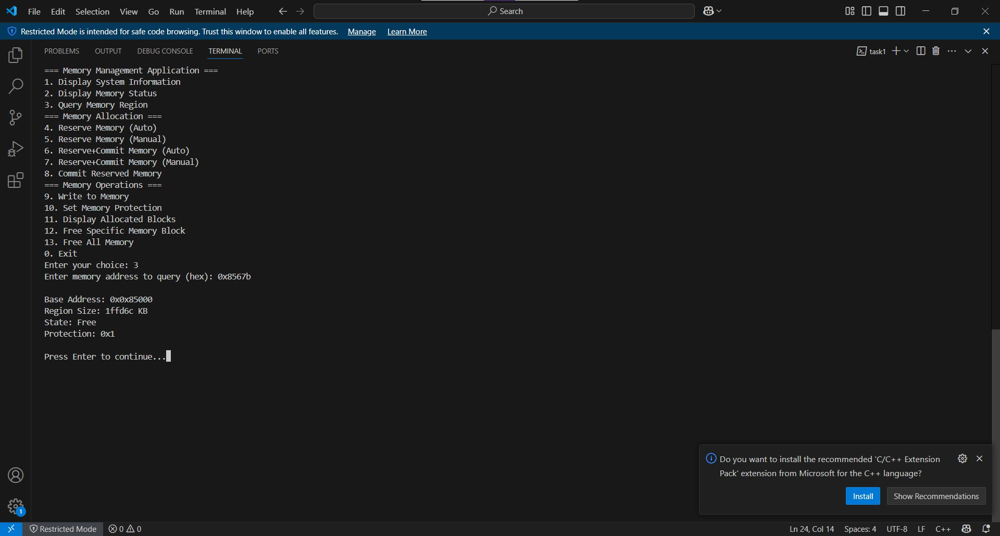 File Edit Selection View Go Run Terminal Help Search
Restricted Mode is intended for safe code browsing. Trust this window to enable all features. Manage Learn More
PROBLEMS OUTPUT DEBUG CONSOLE TERMINAL PORTS task1
=== Memory Management Application ===
1. Display System Information
2. Display Memory Status
3. Query Memory Region
=== Memory Allocation ===
4. Reserve Memory (Auto)
5. Reserve Memory (Manual)
6. Reserve+Commit Memory (Auto)
7. Reserve+Commit Memory (Manual)
8. Commit Reserved Memory
=== Memory Operations ===
9. Write to Memory
10. Set Memory Protection
11. Display Allocated Blocks
12. Free Specific Memory Block
13. Free All Memory
0. Exit
Enter your choice: 3
Enter memory address to query (hex): 0x8567b
Base Address: 0x0x85000
Region Size: 1ffd6c KB
State: Free
Protection: 0x1
Press Enter to continue...
Do you want to install the recommended 'C/C++ Extension
Pack' extension from Microsoft for the C++ language?
Install Show Recommendations
1
Restricted Mode 0 0 Ln 24, Col 14 Spaces: 4 UTF-8 LF C++